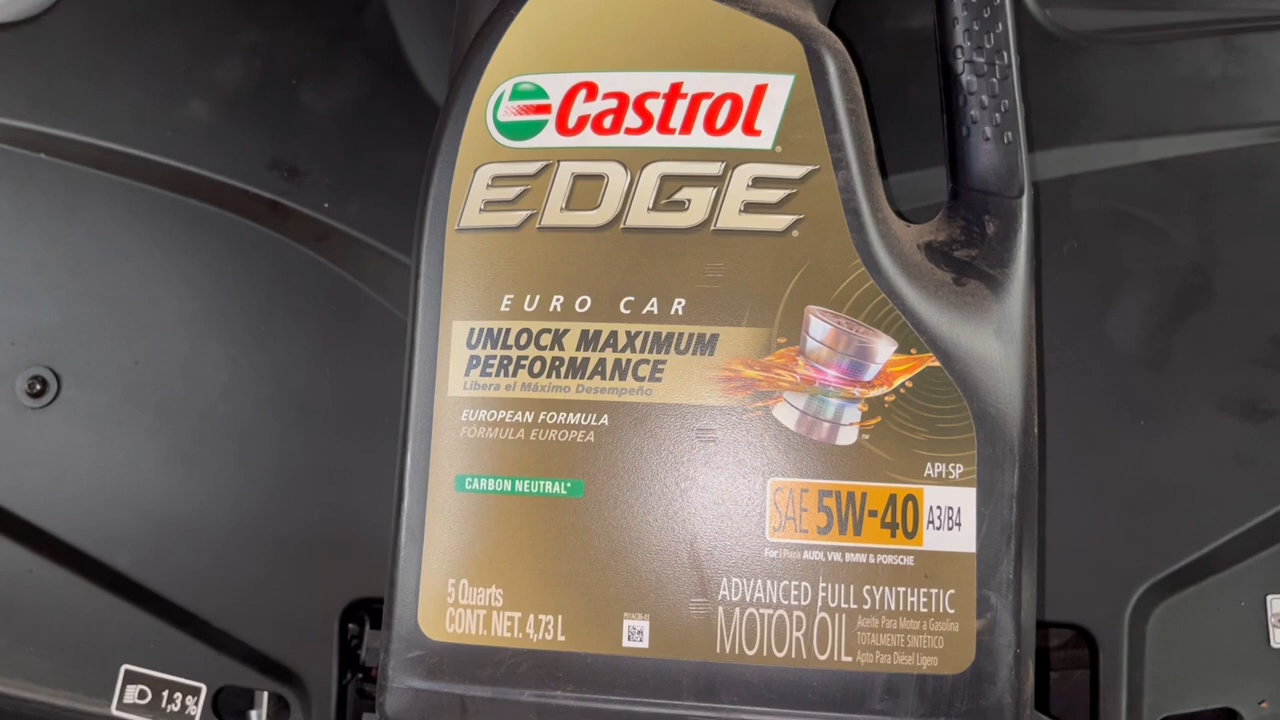 Castrol
EDGE
EURO CAR
UNLOCK MAXIMUM
PERFORMANCE
Libera el Máximo Desempeño
EUROPEAN FORMULA
FÓRMULA EUROPEA
CARBON NEUTRAL*
API SP
SAE 5W-40 A3/B4
For | Para AUDI, VW, BMW & PORSCHE
5 Quarts
CONT. NET. 4,73 L
ADVANCED FULL SYNTHETIC
MOTOR OIL
Aceite Para Motor a Gasolina
TOTALMENTE SINTÉTICO
Apto Para Diésel Ligero
1,3 %